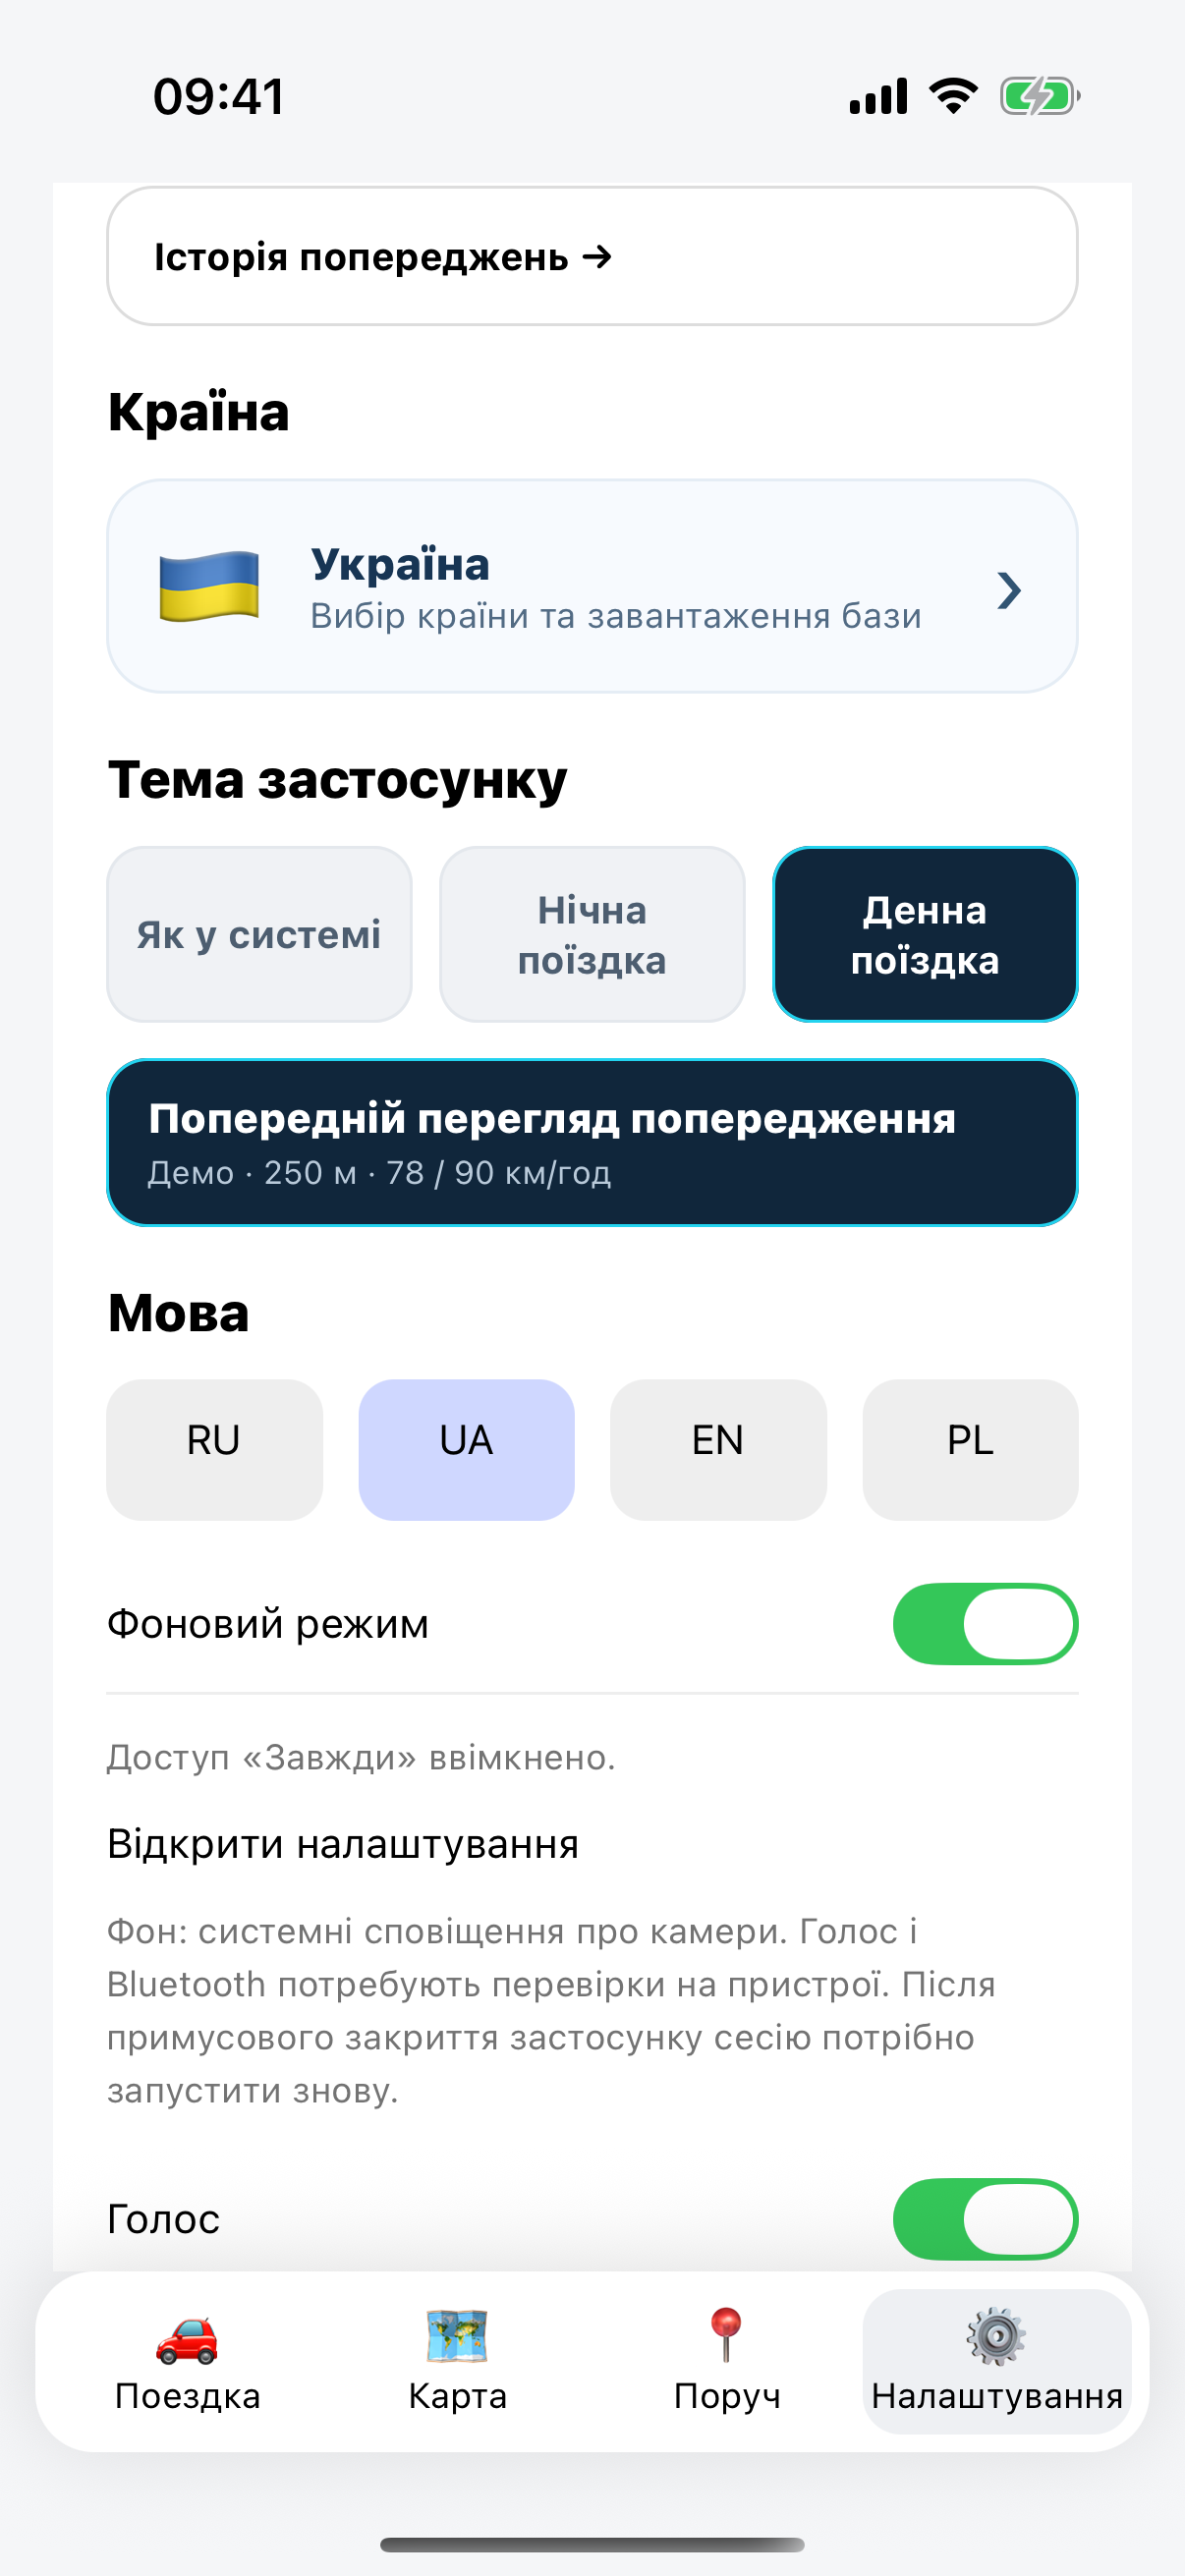 09:41
Історія попереджень →
Країна
Україна
Вибір країни та завантаження бази
Тема застосунку
Як у системі
Нічна
поїздка
Денна
поїздка
Попередній перегляд попередження
Демо · 250 м · 78 / 90 км/год
Мова
RU
UA
EN
PL
Фоновий режим
Доступ «Завжди» ввімкнено.
Відкрити налаштування
Фон: системні сповіщення про камери. Голос і
Bluetooth потребують перевірки на пристрої. Після
примусового закриття застосунку сесію потрібно
запустити знову.
Голос
Поездка
Карта
Поруч
Налаштування